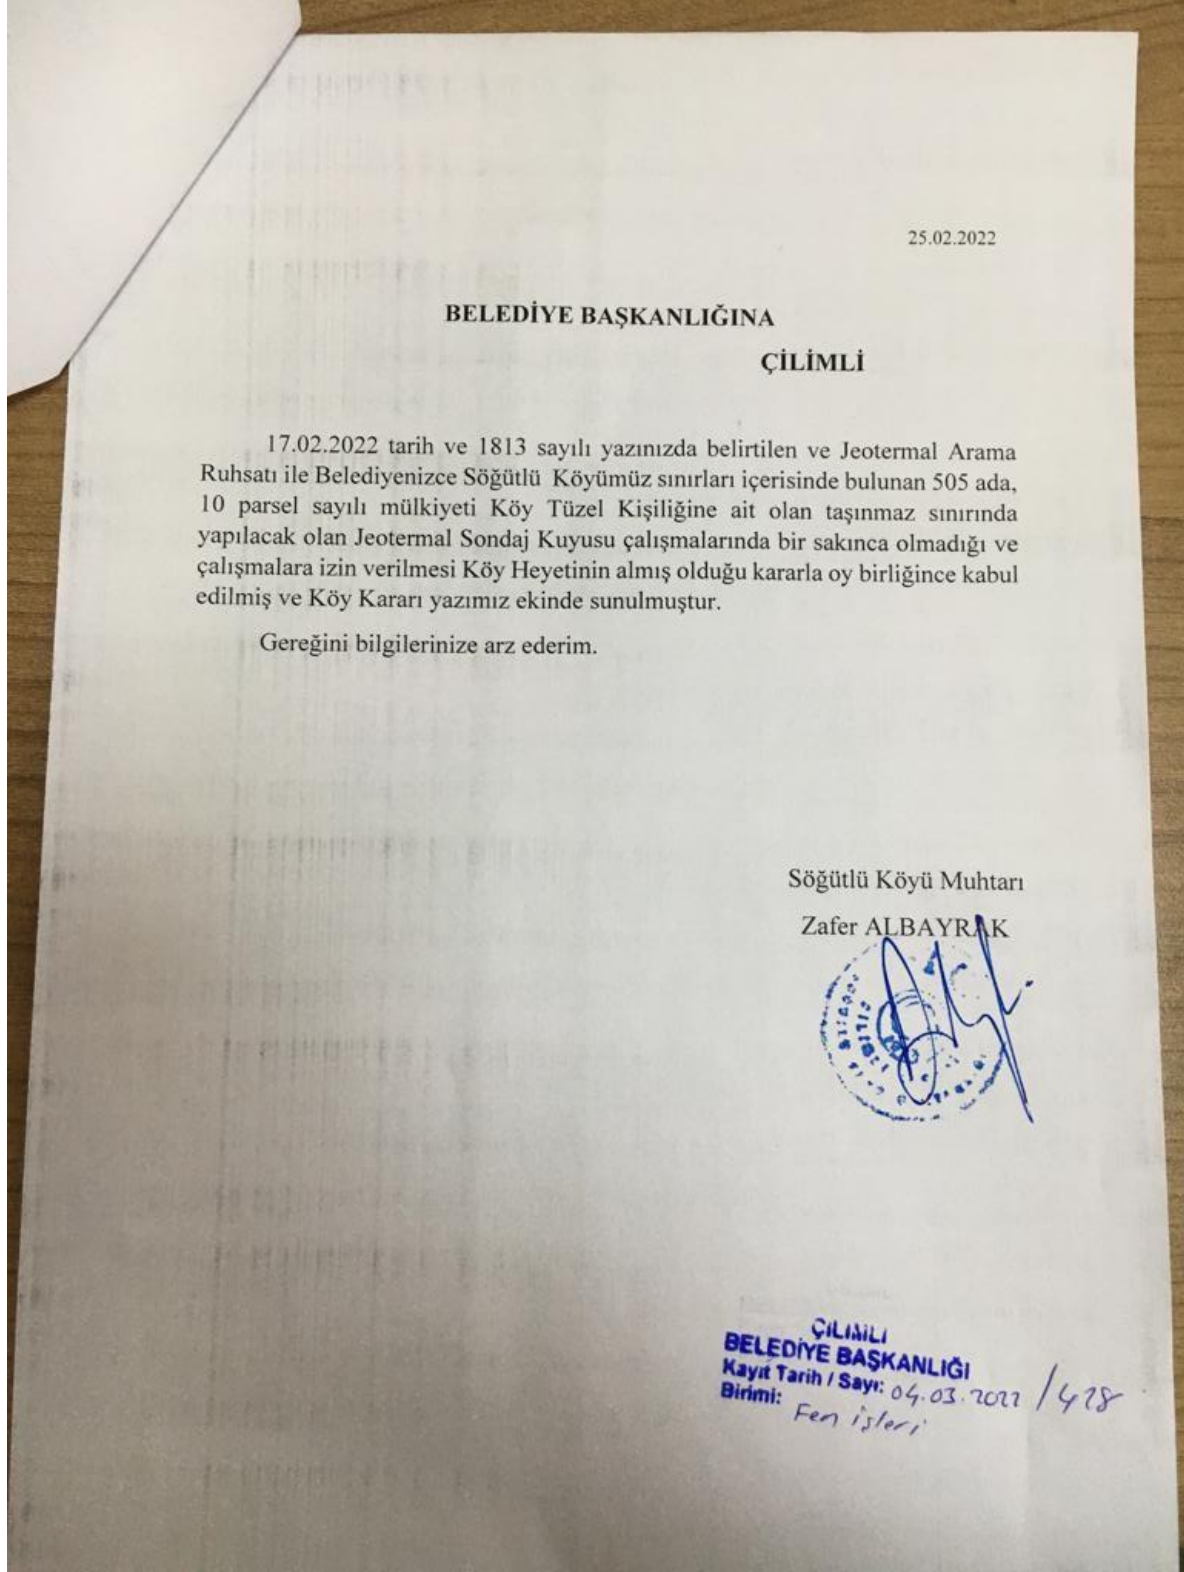 25.02.2022
BELEDİYE BAŞKANLIĞINA
ÇİLİMLİ
17.02.2022 tarih ve 1813 sayılı yazınızda belirtilen ve Jeotermal Arama
Ruhsatı ile Belediyenizce Söğütlü Köyümüz sınırları içerisinde bulunan 505 ada,
10 parsel sayılı mülkiyeti Köy Tüzel Kişiliğine ait olan taşınmaz sınırında
yapılacak olan Jeotermal Sondaj Kuyusu çalışmalarında bir sakınca olmadığı ve
çalışmalara izin verilmesi Köy Heyetinin almış olduğu kararla oy birliğince kabul
edilmiş ve Köy Kararı yazımız ekinde sunulmuştur.
Gereğini bilgilerinize arz ederim.
Söğütlü Köyü Muhtarı
Zafer ALBAYRAK
ÇİLİMLİ
BELEDİYE BAŞKANLIĞI
Kayıt Tarih / Sayı: 04.03.2022 / 428
Birimi: Fen işleri